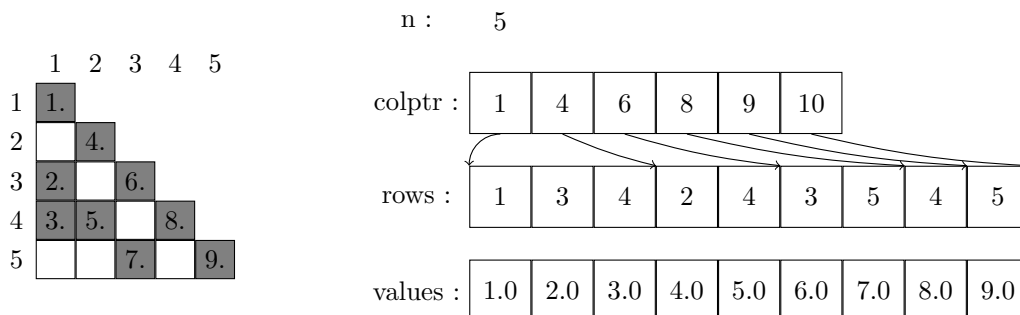 n : 5
1 2 3 4 5
1 1.
2 4.
3 2. 6.
4 3. 5. 8.
5 7. 9.
colptr : 1 4 6 8 9 10
rows : 1 3 4 2 4 3 5 4 5
values : 1.0 2.0 3.0 4.0 5.0 6.0 7.0 8.0 9.0